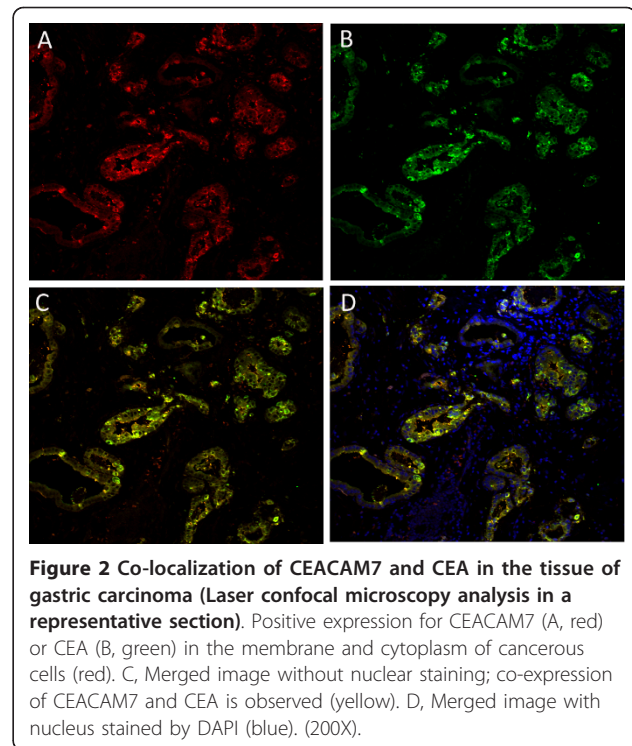 A
B
C
D
Figure 2 Co-localization of CEACAM7 and CEA in the tissue of
gastric carcinoma (Laser confocal microscopy analysis in a
representative section). Positive expression for CEACAM7 (A, red)
or CEA (B, green) in the membrane and cytoplasm of cancerous
cells (red). C, Merged image without nuclear staining; co-expression
of CEACAM7 and CEA is observed (yellow). D, Merged image with
nucleus stained by DAPI (blue). (200X).